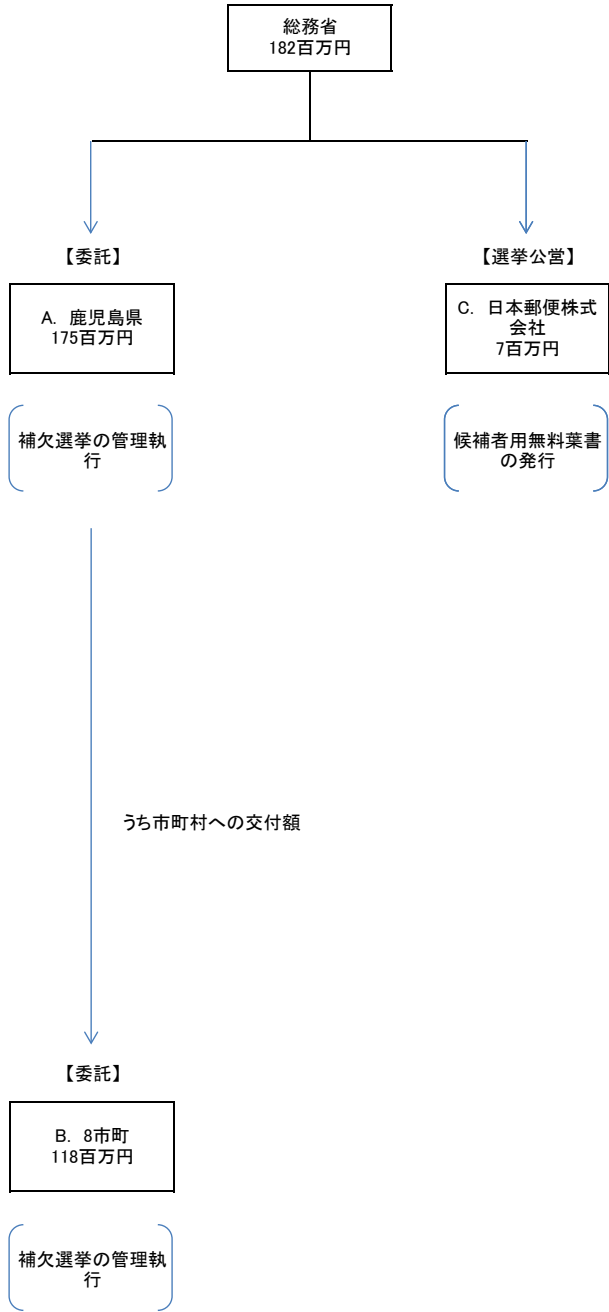 総務省
182百万円
【委託】
A. 鹿児島県
175百万円
補欠選挙の管理執
行
【選挙公営】
C. 日本郵便株式
会社
7百万円
候補者用無料葉書
の発行
うち市町村への交付額
【委託】
B. 8市町
118百万円
補欠選挙の管理執
行